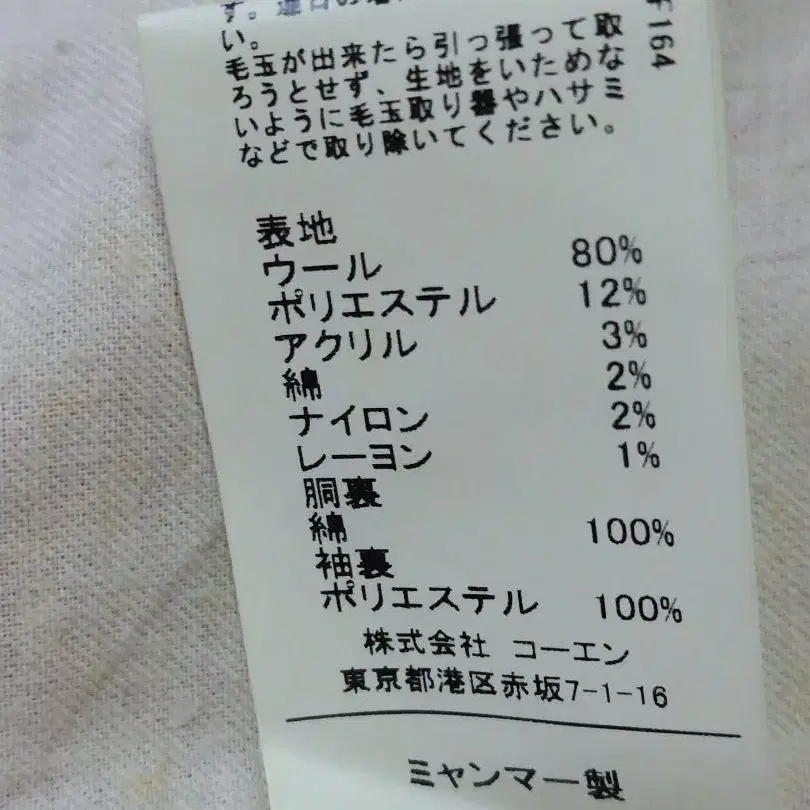 い。
毛玉が出来たら引っ張って取
ろうとせず、生地をいためな
いように毛玉取り器やハサミ
などで取り除いてください。
表地
ウール 80%
ポリエステル 12%
アクリル 3%
綿 2%
ナイロン 2%
レーヨン 1%
胴裏
綿 100%
袖裏
ポリエステル 100%
株式会社 コーエン
東京都港区赤坂7-1-16
ミャンマー製
164